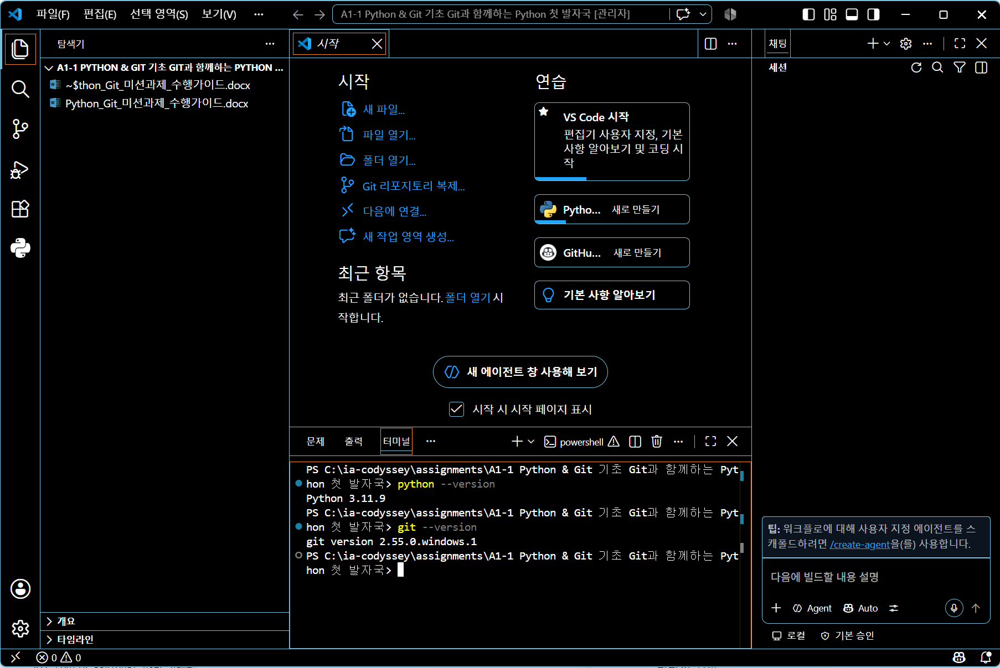 파일(F) 편집(E) 선택 영역(S) 보기(V) ···
A1-1 Python & Git 기초 Git과 함께하는 Python 첫 발자국 [관리자]
탐색기
A1-1 PYTHON & GIT 기초 GIT과 함께하는 PYTHON ...
~$thon_Git_미션과제_수행가이드.docx
Python_Git_미션과제_수행가이드.docx
개요
타임라인
시작
시작
새 파일...
파일 열기...
폴더 열기...
Git 리포지토리 복제...
다음에 연결...
새 작업 영역 생성...
최근 항목
최근 폴더가 없습니다. 폴더 열기 시
작합니다.
연습
VS Code 시작
편집기 사용자 지정, 기본
사항 알아보기 및 코딩 시
작
Pytho... 새로 만들기
GitHu... 새로 만들기
기본 사항 알아보기
새 에이전트 창 사용해 보기
시작 시 시작 페이지 표시
문제 출력 터미널 ···
powershell
PS C:\ia-codyssey\assignments\A1-1 Python & Git 기초 Git과 함께하는 Pyt
hon 첫 발자국> python --version
Python 3.11.9
PS C:\ia-codyssey\assignments\A1-1 Python & Git 기초 Git과 함께하는 Pyt
hon 첫 발자국> git --version
git version 2.55.0.windows.1
PS C:\ia-codyssey\assignments\A1-1 Python & Git 기초 Git과 함께하는 Pyt
hon 첫 발자국>
채팅
세션
팁: 워크플로에 대해 사용자 지정 에이전트를 스
캐폴드하려면 /create-agent을(를) 사용합니다.
다음에 빌드할 내용 설명
Agent Auto
로컬 기본 승인
0 0